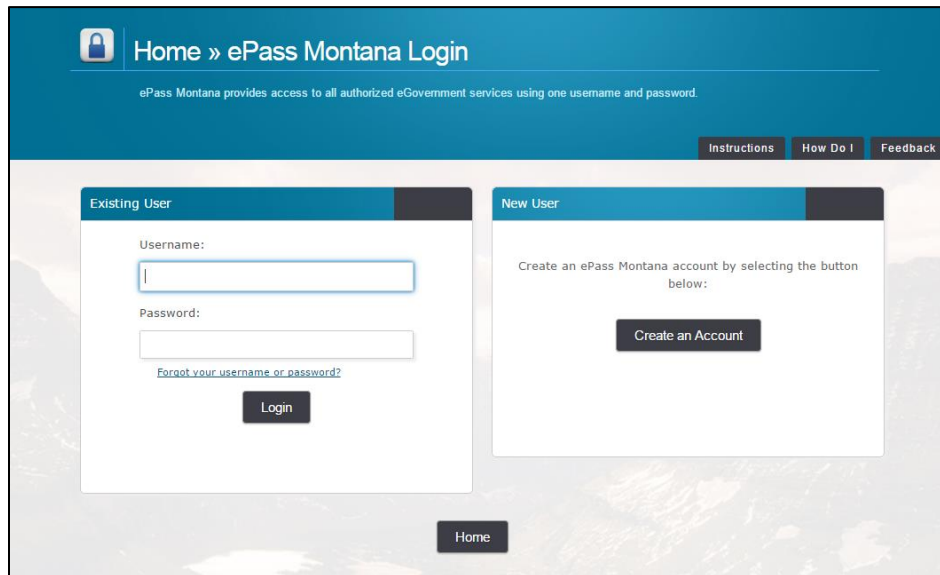 Home » ePass Montana Login
ePass Montana provides access to all authorized eGovernment services using one username and password.
Instructions How Do I Feedback
Existing User
Username:
Password:
Forgot your username or password?
Login
New User
Create an ePass Montana account by selecting the button
below:
Create an Account
Home